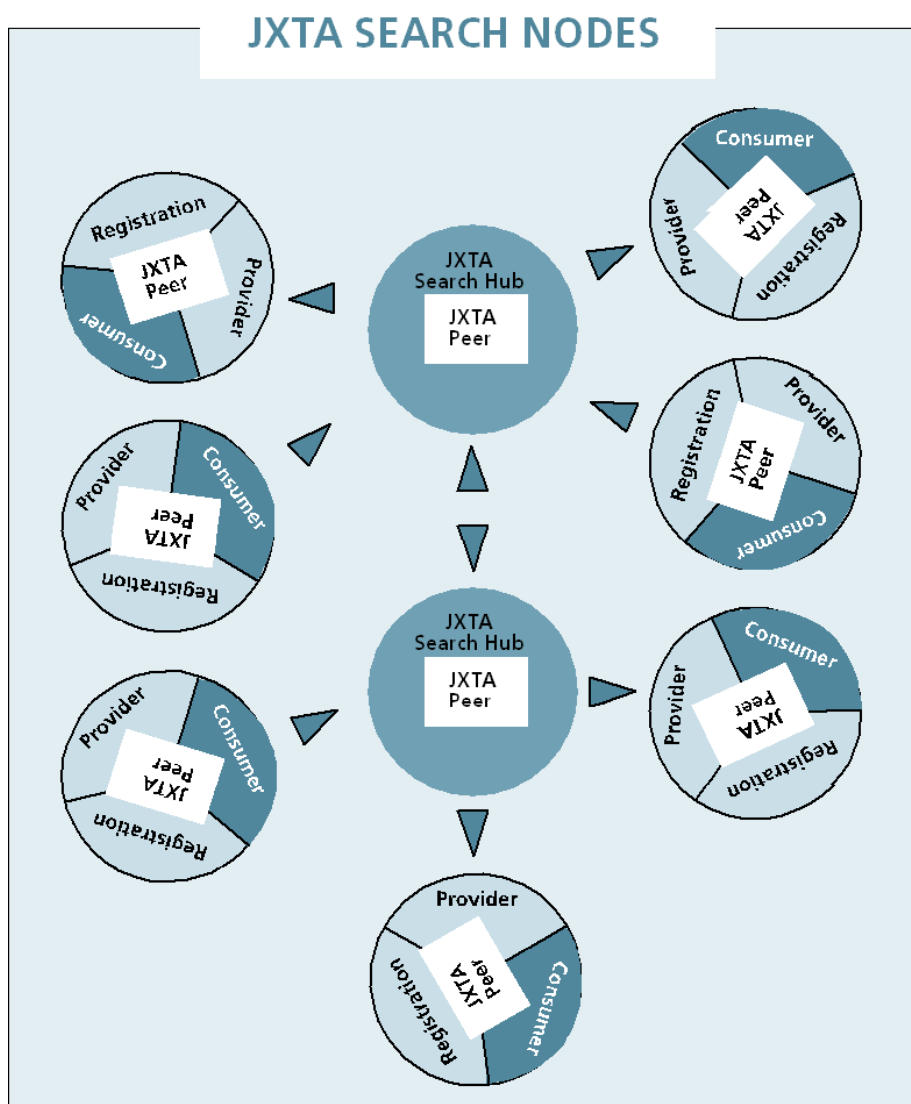 JXTA SEARCH NODES
Registration
Provider
Consumer
JXTA
Peer
JXTA
Search Hub
JXTA
Peer
Consumer
Provider
Registration
JXTA
Peer
Provider
Consumer
Registration
JXTA
Peer
Registration
Provider
Consumer
JXTA
Peer
Provider
Consumer
Registration
JXTA
Peer
JXTA
Search Hub
JXTA
Peer
Provider
Consumer
Registration
JXTA
Peer
Provider
Consumer
Registration
JXTA
Peer